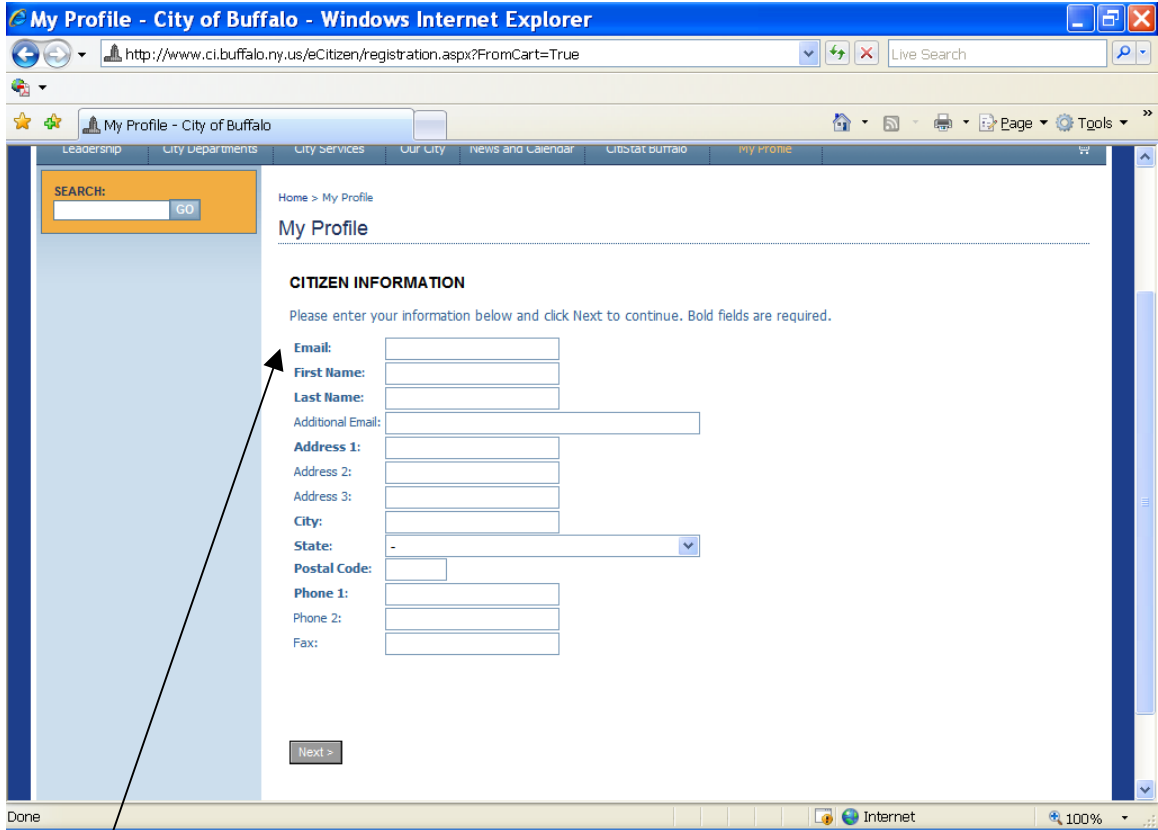 My Profile - City of Buffalo - Windows Internet Explorer
http://www.ci.buffalo.ny.us/eCitizen/registration.aspx?FromCart=True
Live Search
My Profile - City of Buffalo
Page
Tools
»
Leadership City Departments City Services Our City News and Calendar CitiStat Buffalo My Profile
SEARCH:
GO
Home > My Profile
My Profile
CITIZEN INFORMATION
Please enter your information below and click Next to continue. Bold fields are required.
Email:
First Name:
Last Name:
Additional Email:
Address 1:
Address 2:
Address 3:
City:
State: -
Postal Code:
Phone 1:
Phone 2:
Fax:
Next >
Done Internet 100%